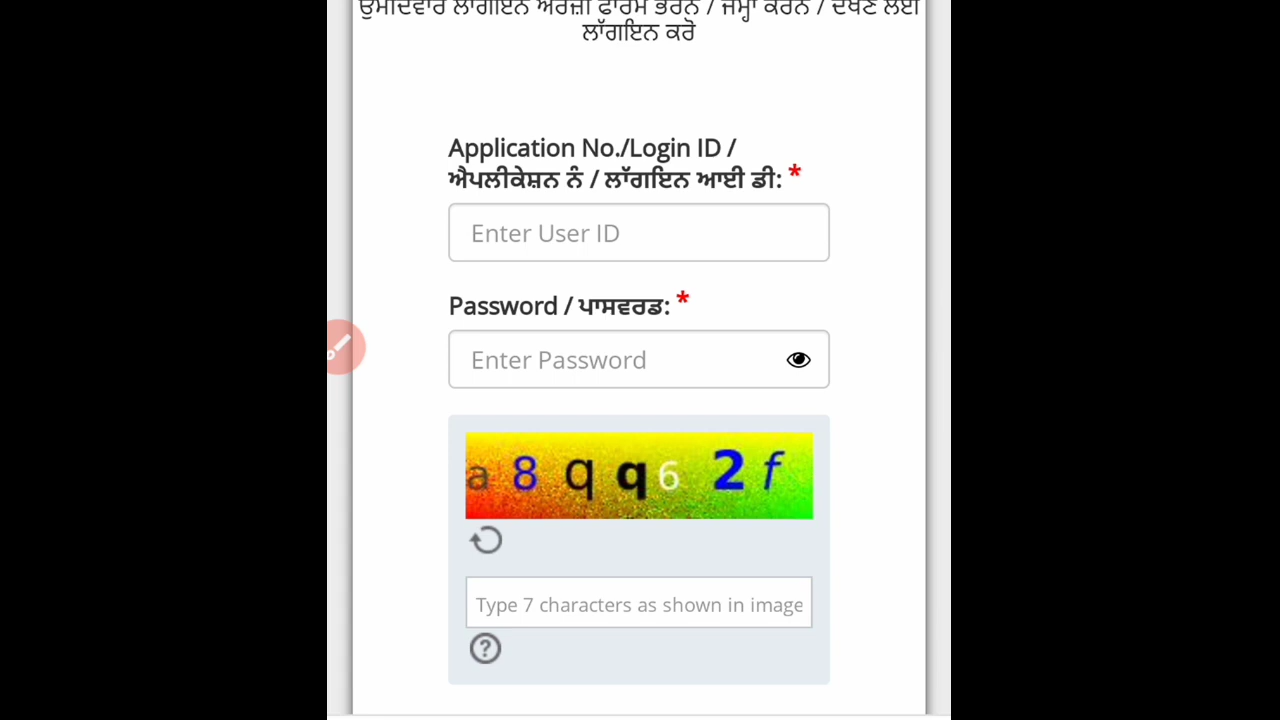 ਉਮੀਦਵਾਰ ਲਾੱਗਇਨ ਅਰਜ਼ੀ ਫਾਰਮ ਭਰਨ / ਜਮ੍ਹਾਂ ਕਰਨ / ਦੇਖਣ ਲਈ
ਲਾੱਗਇਨ ਕਰੋ
Application No./Login ID /
ਐਪਲੀਕੇਸ਼ਨ ਨੰ / ਲਾੱਗਇਨ ਆਈ ਡੀ: *
Enter User ID
Password / ਪਾਸਵਰਡ: *
Enter Password
a 8 q q 6 2 f
Type 7 characters as shown in image